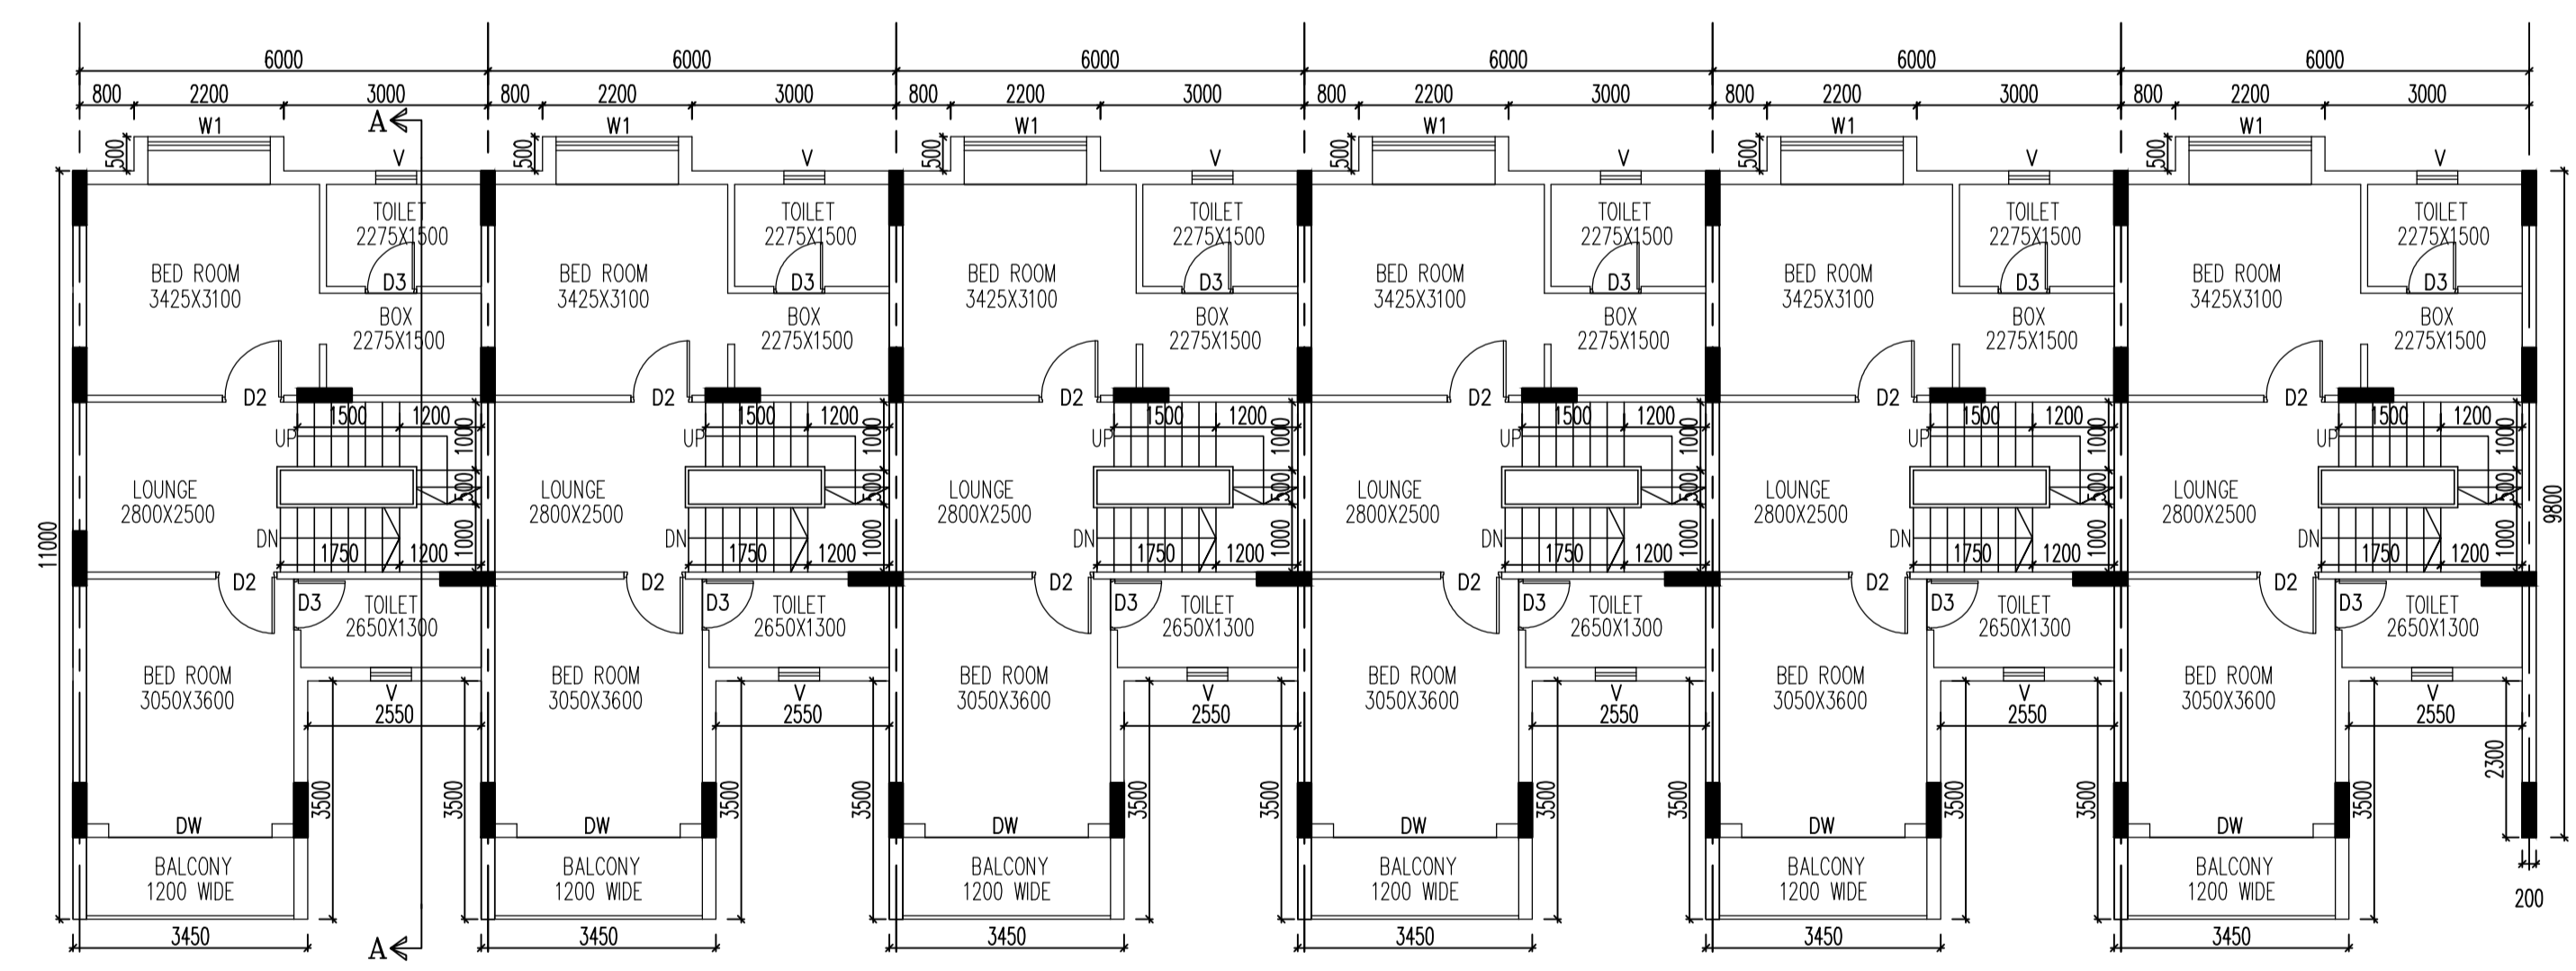 6000 6000 6000 6000 6000 6000
800 2200 3000 800 2200 3000 800 2200 3000 800 2200 3000 800 2200 3000 800 2200 3000
A W1 W1 W1 W1 W1 W1
500 V 500 V 500 V 500 V 500 V 500 V
TOILET TOILET TOILET TOILET TOILET TOILET
2275X1500 2275X1500 2275X1500 2275X1500 2275X1500 2275X1500
BED ROOM D3 BED ROOM D3 BED ROOM D3 BED ROOM D3 BED ROOM D3 BED ROOM D3
3425X3100 3425X3100 3425X3100 3425X3100 3425X3100 3425X3100
BOX BOX BOX BOX BOX BOX
2275X1500 2275X1500 2275X1500 2275X1500 2275X1500 2275X1500
D2 D2 D2 D2 D2 D2
1500 1200 1500 1200 1500 1200 1500 1200 1500 1200 1500 1200
UP 1000 UP 1000 UP 1000 UP 1000 UP 1000 UP 1000
LOUNGE 500 LOUNGE 500 LOUNGE 500 LOUNGE 500 LOUNGE 500 LOUNGE 500
2800X2500 2800X2500 2800X2500 2800X2500 2800X2500 2800X2500 9800
11000 DN 1000 DN 1000 DN 1000 DN 1000 DN 1000 DN 1000
1750 1200 1750 1200 1750 1200 1750 1200 1750 1200 1750 1200
D2 D2 D2 D2 D2 D2
D3 TOILET D3 TOILET D3 TOILET D3 TOILET D3 TOILET D3 TOILET
2650X1300 2650X1300 2650X1300 2650X1300 2650X1300 2650X1300
BED ROOM BED ROOM BED ROOM BED ROOM BED ROOM BED ROOM
3050X3600 V 3050X3600 V 3050X3600 V 3050X3600 V 3050X3600 V 3050X3600 V
2550 2550 2550 2550 2550 2550
2300
3500 3500 3500 3500 3500 3500 3500 3500 3500 3500 3500
DW DW DW DW DW DW
BALCONY BALCONY BALCONY BALCONY BALCONY BALCONY
1200 WIDE 1200 WIDE 1200 WIDE 1200 WIDE 1200 WIDE 1200 WIDE
200
3450 3450 3450 3450 3450 3450
A